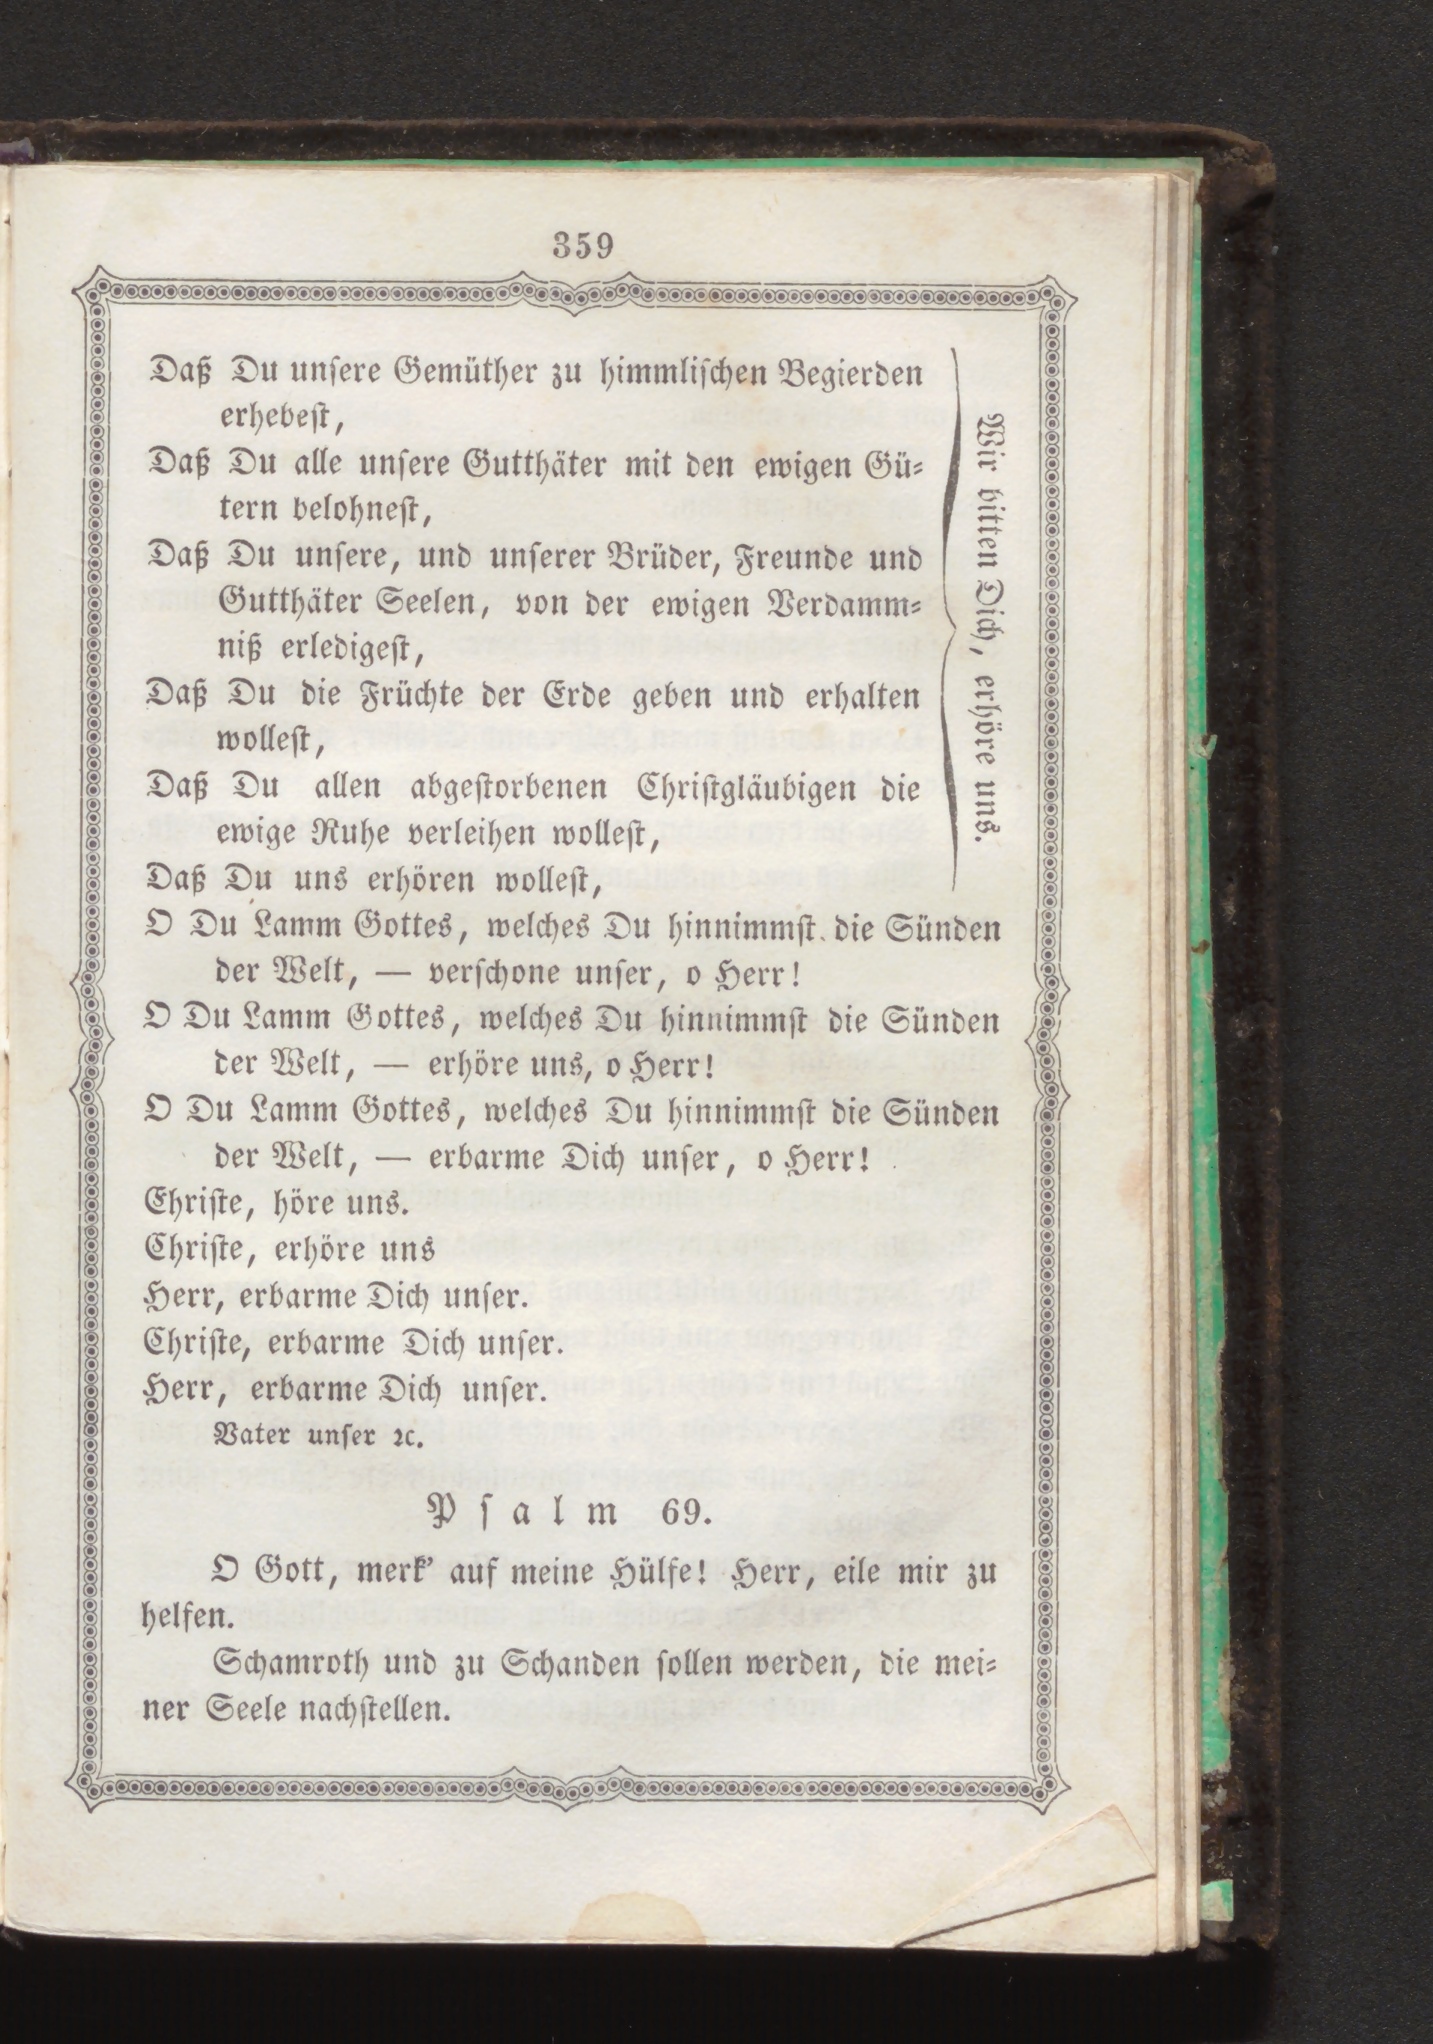 359
Daß Du unsere Gemüther zu himmlischen Begierden
erhebest,
Daß Du alle unsere Gutthäter mit den ewigen Gü-
tern belohnest,
Daß Du unsere, und unserer Brüder, Freunde und
Gutthäter Seelen, von der ewigen Verdamm-
niß erledigest,
Daß Du die Früchte der Erde geben und erhalten
wollest,
Daß Du allen abgestorbenen Christgläubigen die
ewige Ruhe verleihen wollest,
Daß Du uns erhören wollest,
Wir bitten Dich, erhöre uns.
O Du Lamm Gottes, welches Du hinnimmst die Sünden
der Welt, — verschone unser, o Herr!
O Du Lamm Gottes, welches Du hinnimmst die Sünden
der Welt, — erhöre uns, o Herr!
O Du Lamm Gottes, welches Du hinnimmst die Sünden
der Welt, — erbarme Dich unser, o Herr!
Christe, höre uns.
Christe, erhöre uns
Herr, erbarme Dich unser.
Christe, erbarme Dich unser.
Herr, erbarme Dich unser.
Vater unser ꝛc.
Psalm 69.
O Gott, merk' auf meine Hülfe! Herr, eile mir zu
helfen.
Schamroth und zu Schanden sollen werden, die mei-
ner Seele nachstellen.